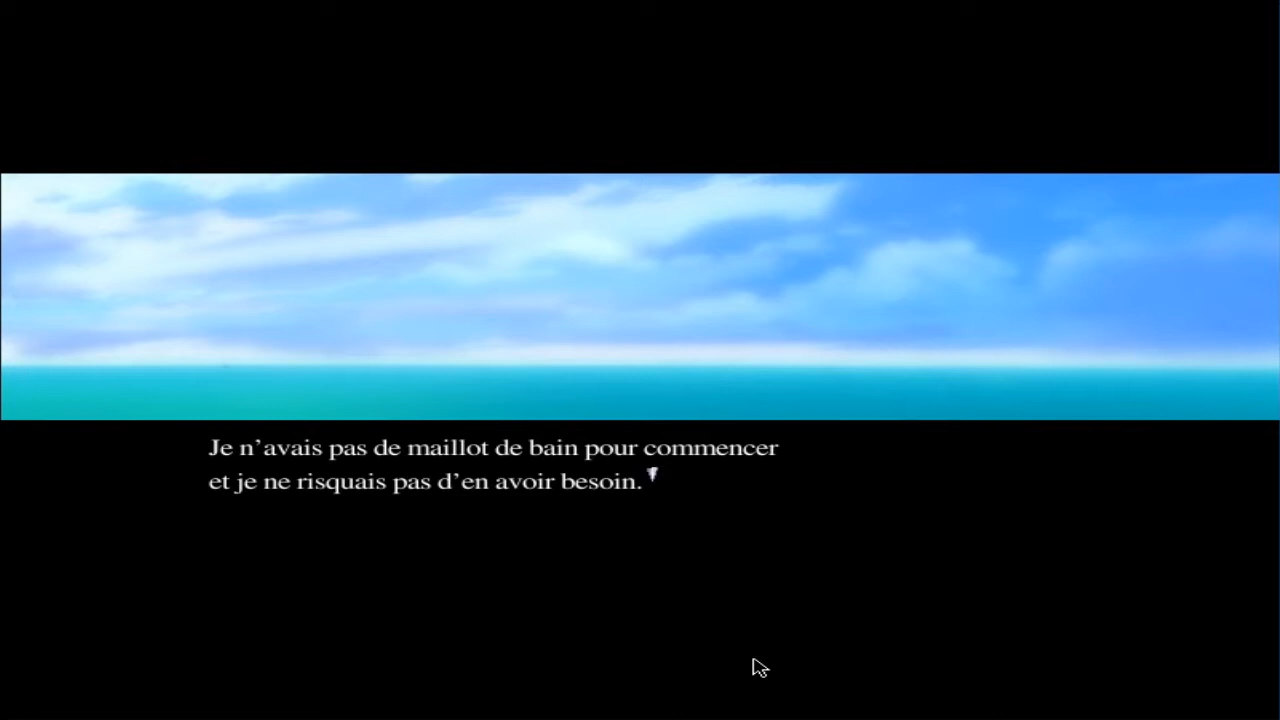 Je n’avais pas de maillot de bain pour commencer
et je ne risquais pas d’en avoir besoin.